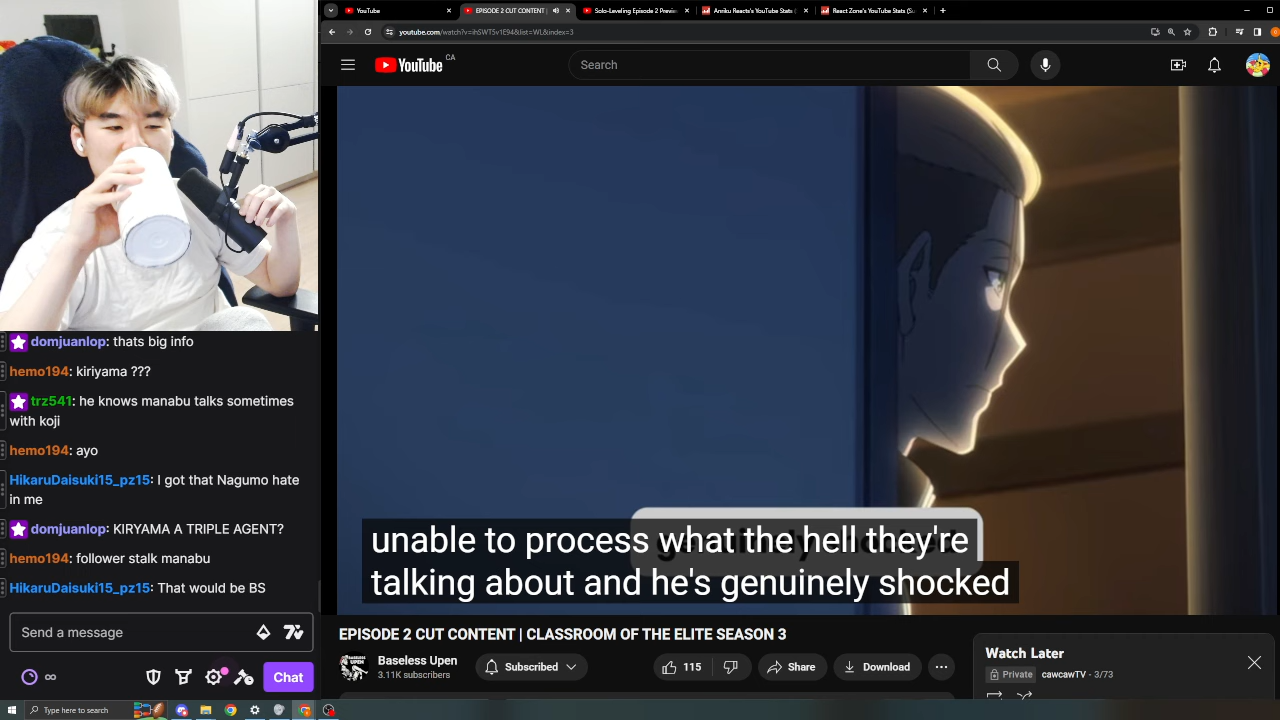 YouTube
EPISODE 2 CUT CONTENT |
Solo-Leveling Episode 2 Previe
Anriku Reacts's YouTube Stats (
React Zone's YouTube Stats (Su
youtube.com/watch?v=ihSWT5v1E94&list=WL&index=3
YouTube CA
Search
domjuanlop: thats big info
hemo194: kiriyama ???
trz541: he knows manabu talks sometimes
with koji
hemo194: ayo
HikaruDaisuki15_pz15: I got that Nagumo hate
in me
domjuanlop: KIRYAMA A TRIPLE AGENT?
hemo194: follower stalk manabu
HikaruDaisuki15_pz15: That would be BS
Send a message
Chat
unable to process what the hell they're
talking about and he's genuinely shocked
EPISODE 2 CUT CONTENT | CLASSROOM OF THE ELITE SEASON 3
Baseless Upen
3.11K subscribers
Subscribed
115
Share
Download
Watch Later
Private
cawcawTV - 3/73
Type here to search